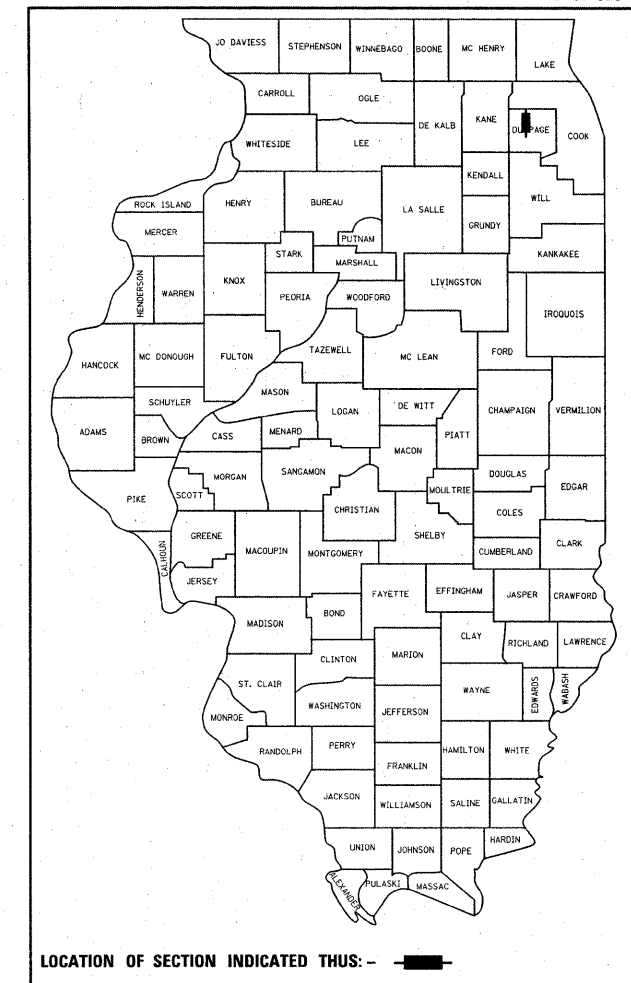 JO DAVIESS STEPHENSON WINNEBAGO BOONE MC HENRY LAKE
CARROLL OGLE DE KALB KANE DU PAGE COOK
WHITESIDE LEE
KENDALL
ROCK ISLAND HENRY BUREAU LA SALLE GRUNDY WILL
MERCER PUTNAM
STARK MARSHALL KANKAKEE
HENDERSON WARREN KNOX PEORIA WOODFORD LIVINGSTON IROQUOIS
HANCOCK MC DONOUGH FULTON TAZEWELL MC LEAN FORD
SCHUYLER MASON LOGAN DE WITT CHAMPAIGN VERMILION
ADAMS BROWN CASS MENARD PIATT
MACON
PIKE SCOTT MORGAN SANGAMON CHRISTIAN MOULTRIE DOUGLAS EDGAR
COLES
CALHOUN GREENE MACOUPIN MONTGOMERY SHELBY CUMBERLAND CLARK
JERSEY
MADISON BOND FAYETTE EFFINGHAM JASPER CRAWFORD
CLAY RICHLAND LAWRENCE
CLINTON MARION
ST. CLAIR WAYNE EDWARDS WABASH
WASHINGTON JEFFERSON
MONROE
RANDOLPH PERRY HAMILTON WHITE
FRANKLIN
JACKSON WILLIAMSON SALINE GALLATIN
UNION JOHNSON POPE HARDIN
ALEXANDER PULASKI MASSAC
LOCATION OF SECTION INDICATED THUS: -